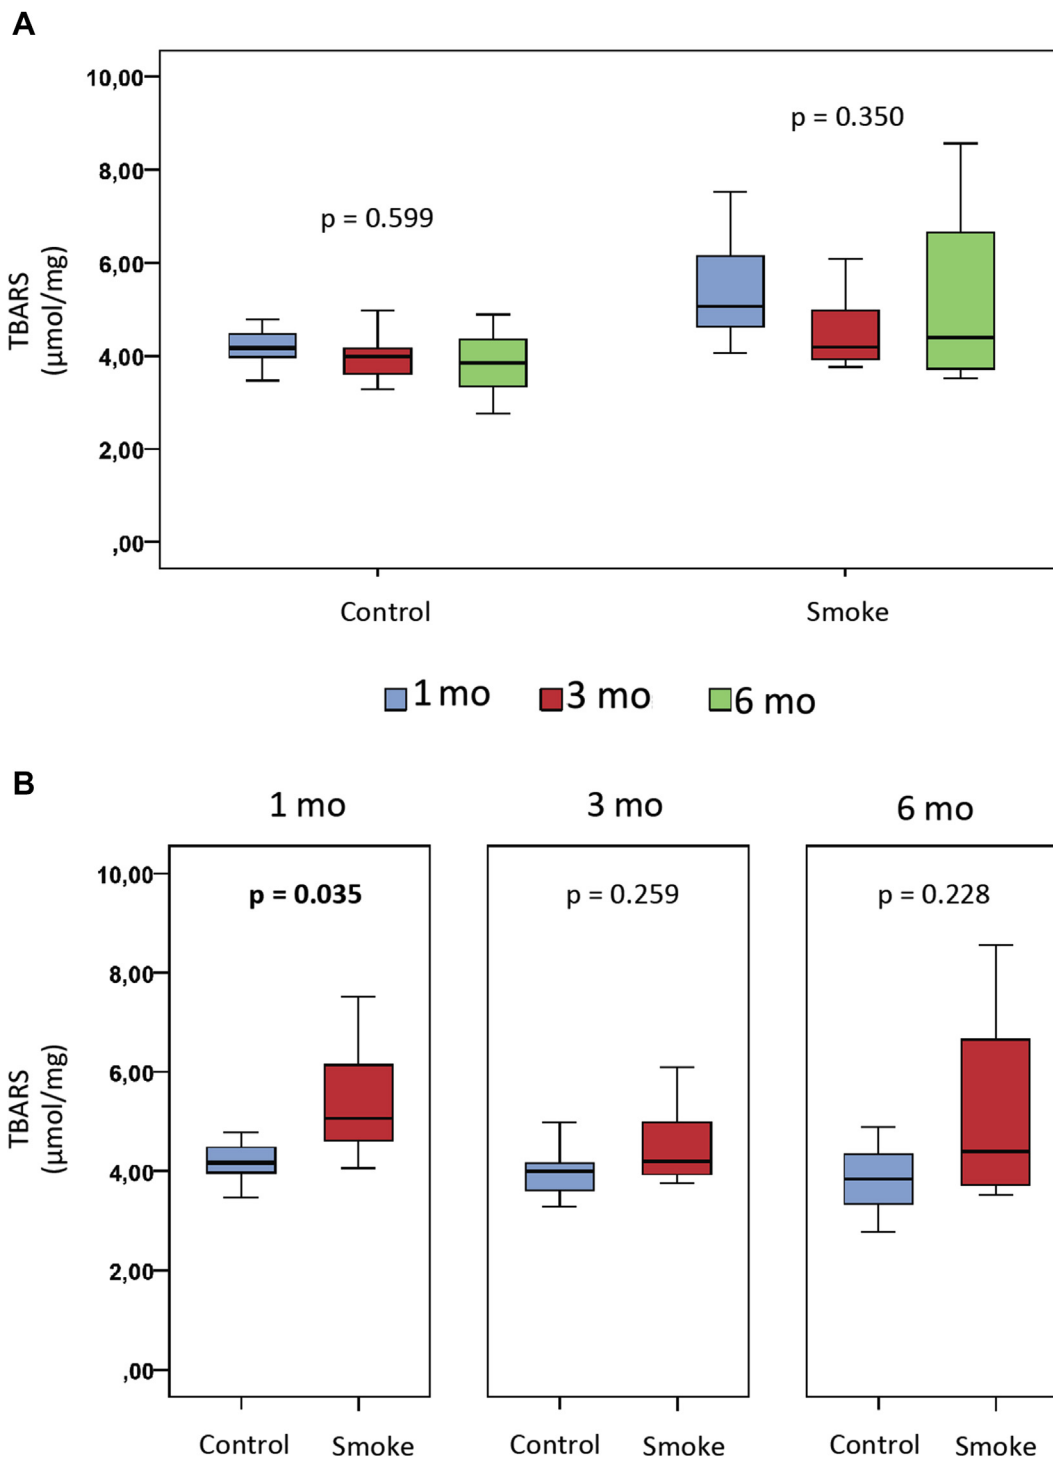 A
10,00
p = 0.350
8,00
p = 0.599
6,00
TBARS
(µmol/mg)
4,00
2,00
,00
Control Smoke
1 mo 3 mo 6 mo
B
1 mo 3 mo 6 mo
10,00
p = 0.035 p = 0.259 p = 0.228
8,00
6,00
TBARS
(µmol/mg)
4,00
2,00
,00
Control Smoke Control Smoke Control Smoke